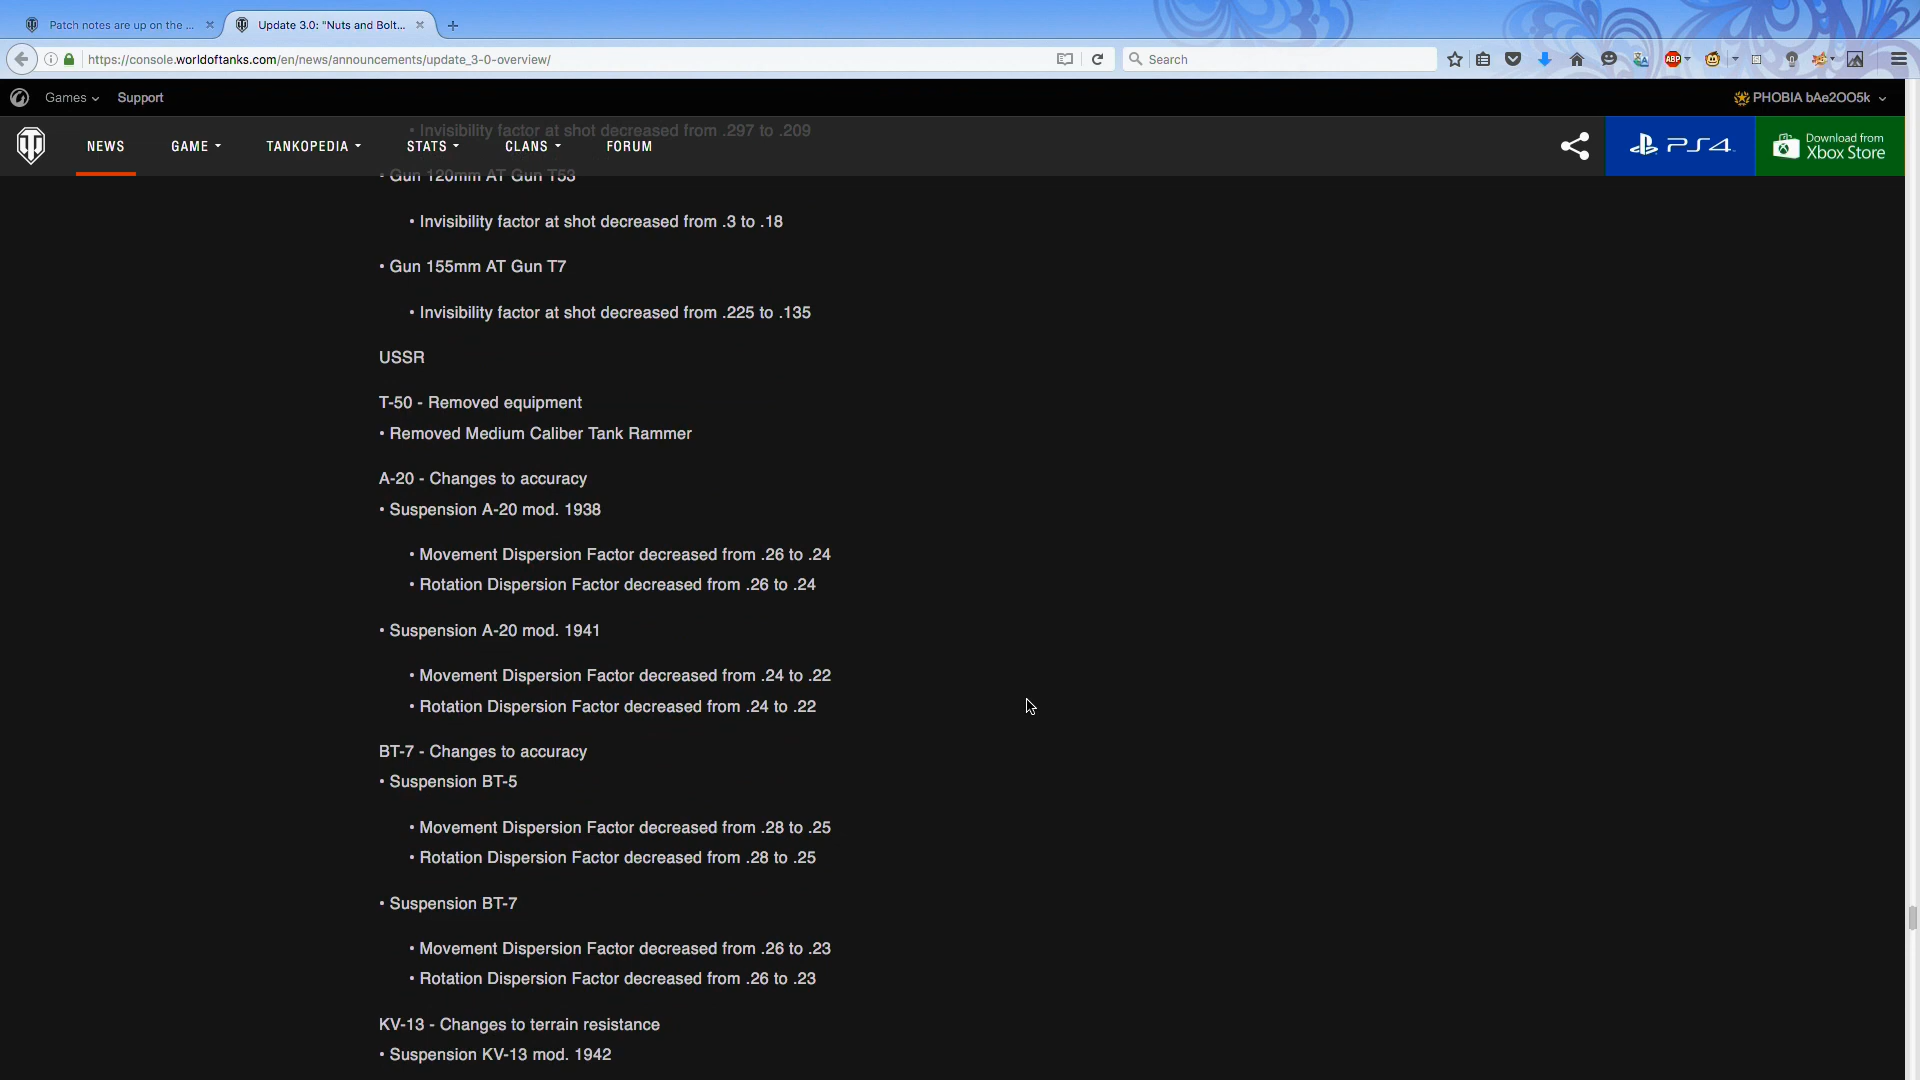 Patch notes are up on the ...
Update 3.0: "Nuts and Bolt...
https://console.worldoftanks.com/en/news/announcements/update_3-0-overview/
Search
ABP
Games
Support
PHOBIA bAe2OO5k
NEWS
GAME
TANKOPEDIA
STATS
CLANS
FORUM
PS4
Download from
Xbox Store
• Invisibility factor at shot decreased from .297 to .209
• Gun 120mm AT Gun T53
• Invisibility factor at shot decreased from .3 to .18
• Gun 155mm AT Gun T7
• Invisibility factor at shot decreased from .225 to .135
USSR
T-50 - Removed equipment
• Removed Medium Caliber Tank Rammer
A-20 - Changes to accuracy
• Suspension A-20 mod. 1938
• Movement Dispersion Factor decreased from .26 to .24
• Rotation Dispersion Factor decreased from .26 to .24
• Suspension A-20 mod. 1941
• Movement Dispersion Factor decreased from .24 to .22
• Rotation Dispersion Factor decreased from .24 to .22
BT-7 - Changes to accuracy
• Suspension BT-5
• Movement Dispersion Factor decreased from .28 to .25
• Rotation Dispersion Factor decreased from .28 to .25
• Suspension BT-7
• Movement Dispersion Factor decreased from .26 to .23
• Rotation Dispersion Factor decreased from .26 to .23
KV-13 - Changes to terrain resistance
• Suspension KV-13 mod. 1942